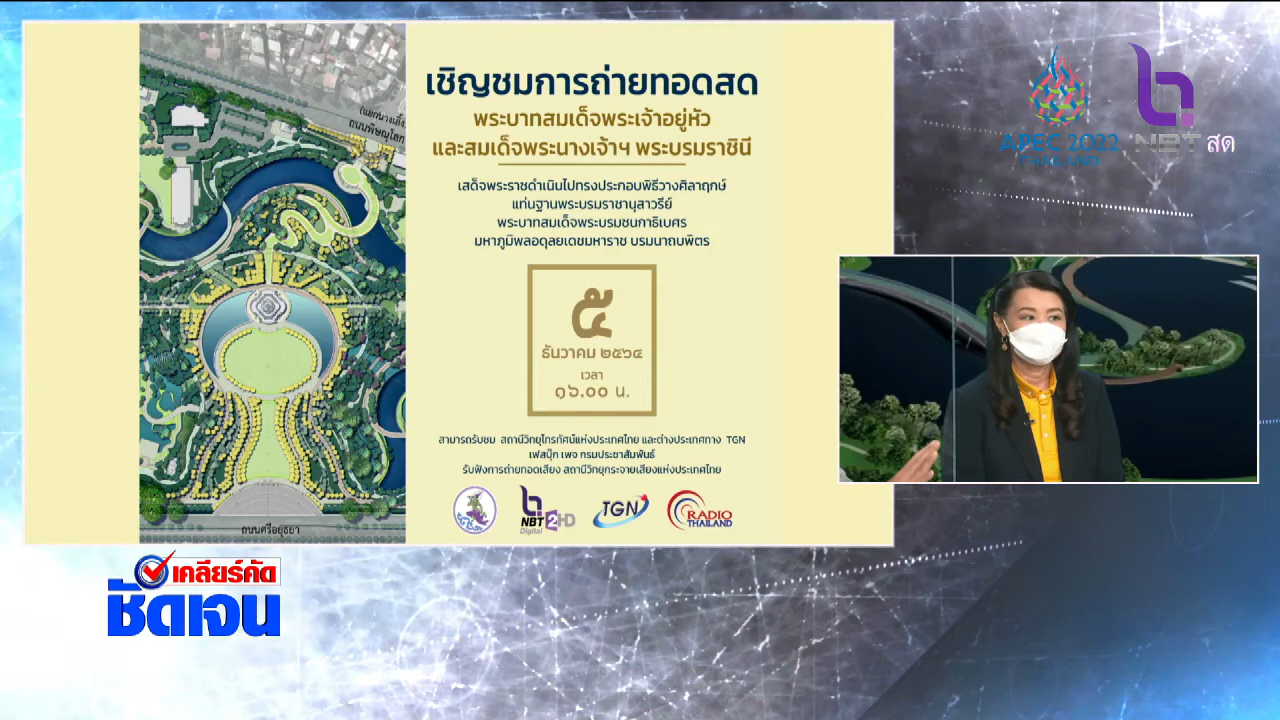 เชิญชมการถ่ายทอดสด
พระบาทสมเด็จพระเจ้าอยู่หัว
และสมเด็จพระนางเจ้าฯ พระบรมราชินี
เสด็จพระราชดำเนินไปทรงประกอบพิธีวางศิลาฤกษ์
แท่นฐานพระบรมราชานุสาวรีย์
พระบาทสมเด็จพระบรมชนกาธิเบศร
มหาภูมิพลอดุลยเดชมหาราช บรมนาถบพิตร
๕
ธันวาคม ๒๕๖๔
เวลา
๑๖.๐๐ น.
สามารถรับชม สถานีวิทยุโทรทัศน์แห่งประเทศไทย และต่างประเทศทาง TGN
เฟสบุ๊ก เพจ กรมประชาสัมพันธ์
รับฟังการถ่ายทอดเสียง สถานีวิทยุกระจายเสียงแห่งประเทศไทย
NBT 2HD
Digital
TGN
RADIO
THAILAND
(แยกนางเลิ้ง)
ถนนพิษณุโลก
ถนนศรีอยุธยา
APEC 2022
THAILAND
NBT สด
เคลียร์คัด
ชัดเจน